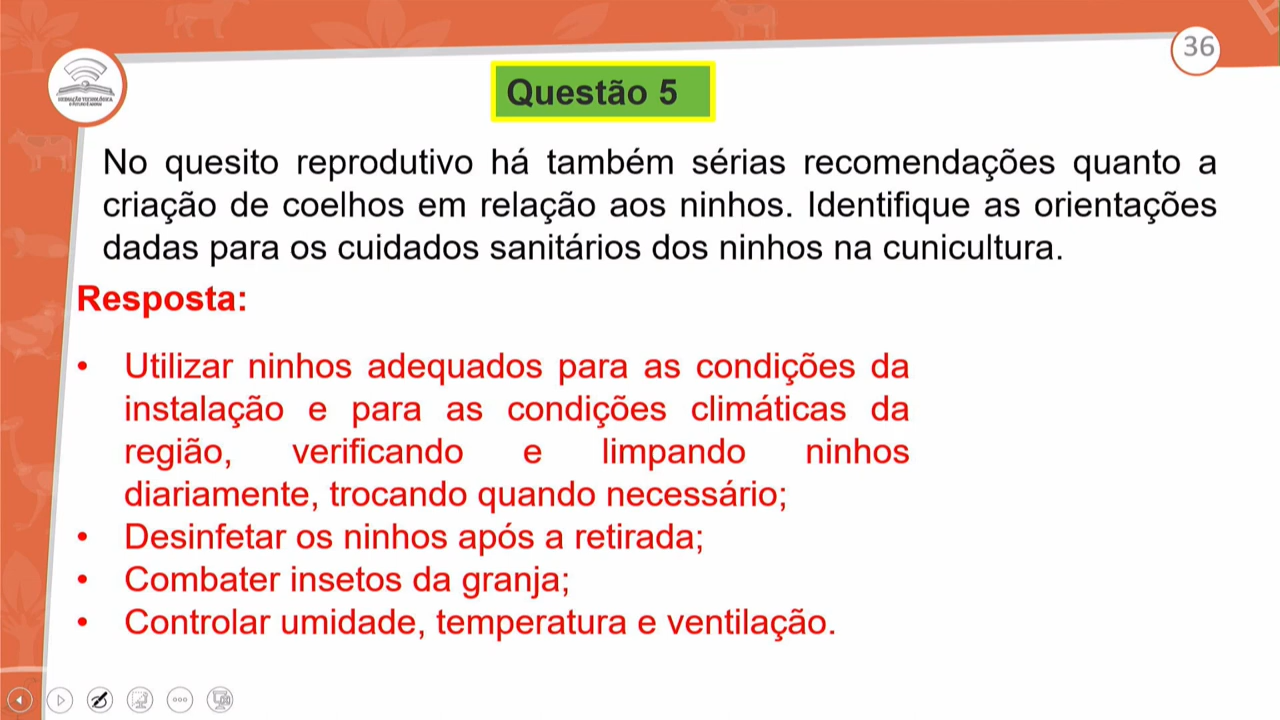 36
MEDIAÇÃO TECNOLÓGICA
Questão 5
No quesito reprodutivo há também sérias recomendações quanto a
criação de coelhos em relação aos ninhos. Identifique as orientações
dadas para os cuidados sanitários dos ninhos na cunicultura.
Resposta:
• Utilizar ninhos adequados para as condições da
instalação e para as condições climáticas da
região, verificando e limpando ninhos
diariamente, trocando quando necessário;
• Desinfetar os ninhos após a retirada;
• Combater insetos da granja;
• Controlar umidade, temperatura e ventilação.